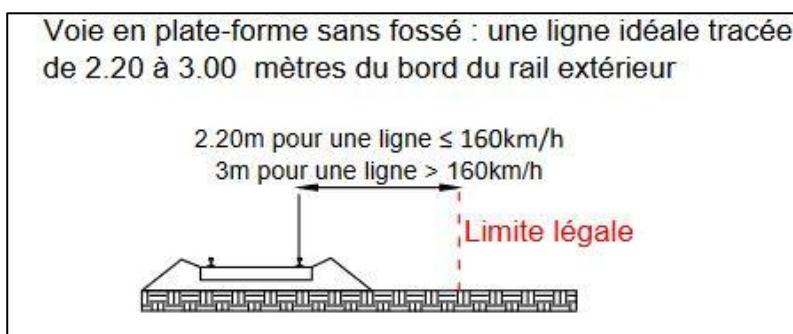 Voie en plate-forme sans fossé : une ligne idéale tracée
de 2.20 à 3.00 mètres du bord du rail extérieur
2.20m pour une ligne ≤ 160km/h
3m pour une ligne > 160km/h
Limite légale